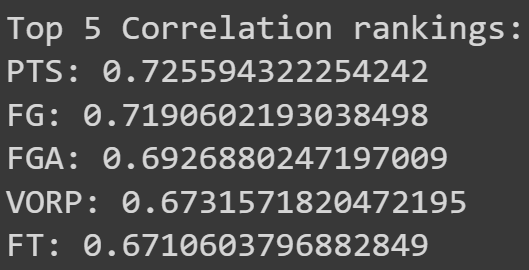 Top 5 Correlation rankings:
PTS: 0.725594322254242
FG: 0.7190602193038498
FGA: 0.6926880247197009
VORP: 0.6731571820472195
FT: 0.6710603796882849